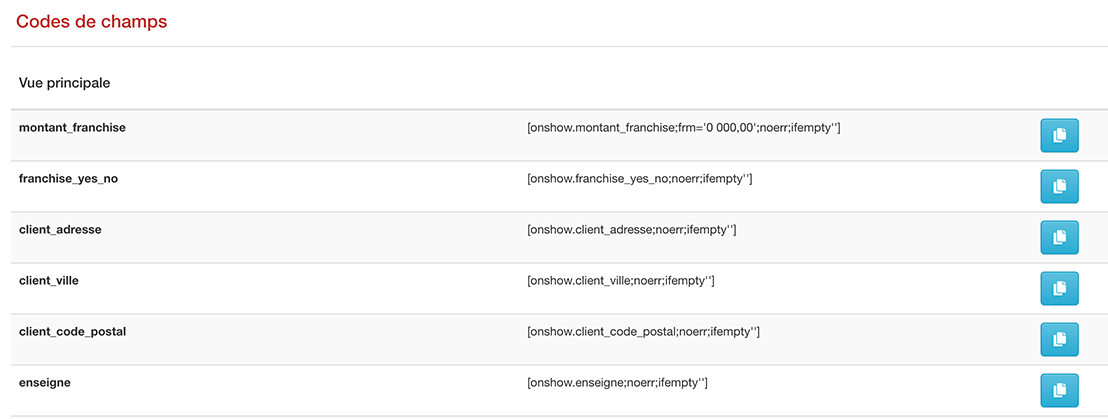 Codes de champs
Vue principale
montant_franchise [onshow.montant_franchise;frm='0 000,00';noerr;ifempty'']
franchise_yes_no [onshow.franchise_yes_no;noerr;ifempty'']
client_adresse [onshow.client_adresse;noerr;ifempty'']
client_ville [onshow.client_ville;noerr;ifempty'']
client_code_postal [onshow.client_code_postal;noerr;ifempty'']
enseigne [onshow.enseigne;noerr;ifempty'']